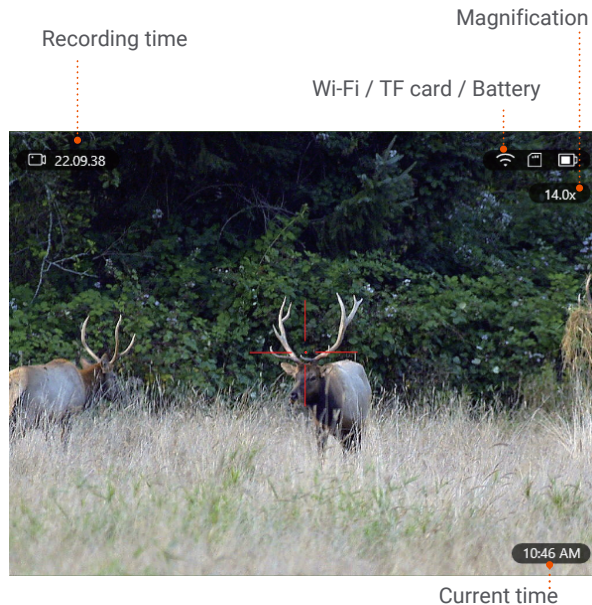 Magnification
Recording time
Wi-Fi / TF card / Battery
22.09.38
14.0x
10:46 AM
Current time